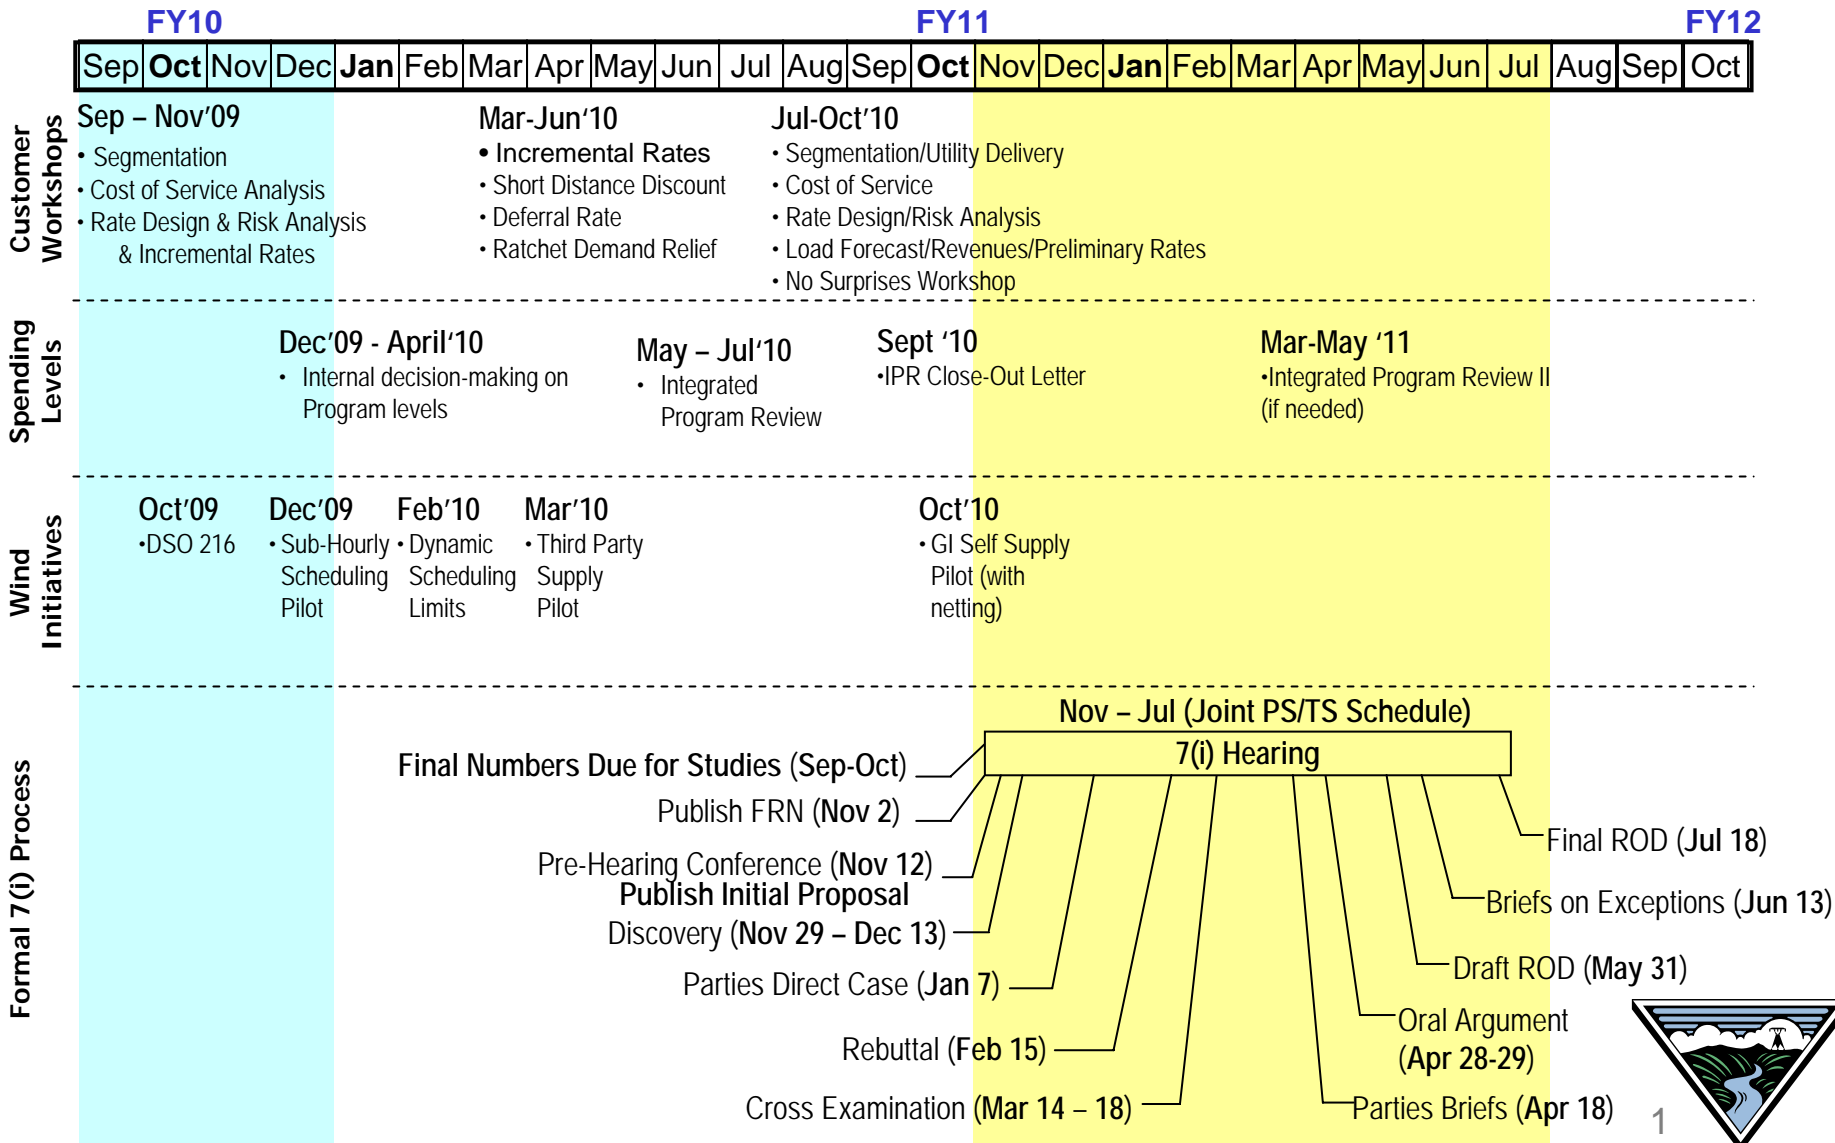 FY10 FY11 FY12
Sep Oct Nov Dec Jan Feb Mar Apr May Jun Jul Aug Sep Oct Nov Dec Jan Feb Mar Apr May Jun Jul Aug Sep Oct
Customer
Workshops
Sep – Nov'09
• Segmentation
• Cost of Service Analysis
• Rate Design & Risk Analysis
& Incremental Rates
Mar-Jun'10
• Incremental Rates
• Short Distance Discount
• Deferral Rate
• Ratchet Demand Relief
Jul-Oct'10
• Segmentation/Utility Delivery
• Cost of Service
• Rate Design/Risk Analysis
• Load Forecast/Revenues/Preliminary Rates
• No Surprises Workshop
Spending
Levels
Dec'09 - April'10
• Internal decision-making on
Program levels
May – Jul'10
• Integrated
Program Review
Sept '10
•IPR Close-Out Letter
Mar-May '11
•Integrated Program Review II
(if needed)
Wind
Initiatives
Oct'09
•DSO 216
Dec'09
• Sub-Hourly
Scheduling
Pilot
Feb'10
• Dynamic
Scheduling
Limits
Mar'10
• Third Party
Supply
Pilot
Oct'10
• GI Self Supply
Pilot (with
netting)
Formal 7(i) Process
Nov – Jul (Joint PS/TS Schedule)
7(i) Hearing
Final Numbers Due for Studies (Sep-Oct)
Publish FRN (Nov 2)
Pre-Hearing Conference (Nov 12)
Publish Initial Proposal
Discovery (Nov 29 – Dec 13)
Parties Direct Case (Jan 7)
Rebuttal (Feb 15)
Cross Examination (Mar 14 – 18)
Final ROD (Jul 18)
Briefs on Exceptions (Jun 13)
Draft ROD (May 31)
Oral Argument
(Apr 28-29)
Parties Briefs (Apr 18)
1